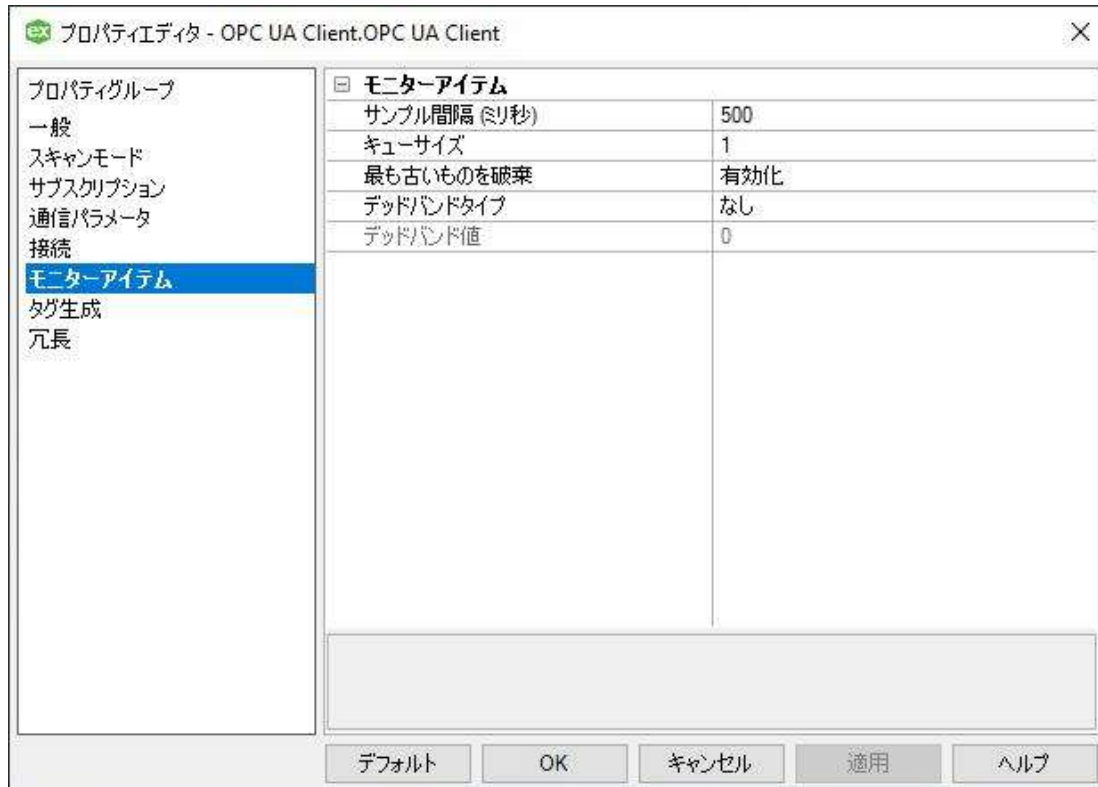 プロパティエディタ - OPC UA Client.OPC UA Client
プロパティグループ
一般
スキャンモード
サブスクリプション
通信パラメータ
接続
モニターアイテム
タグ生成
冗長
モニターアイテム
サンプル間隔 (ミリ秒) 500
キューサイズ 1
最も古いものを破棄 有効化
デッドバンドタイプ なし
デッドバンド値 0
デフォルト OK キャンセル 適用 ヘルプ